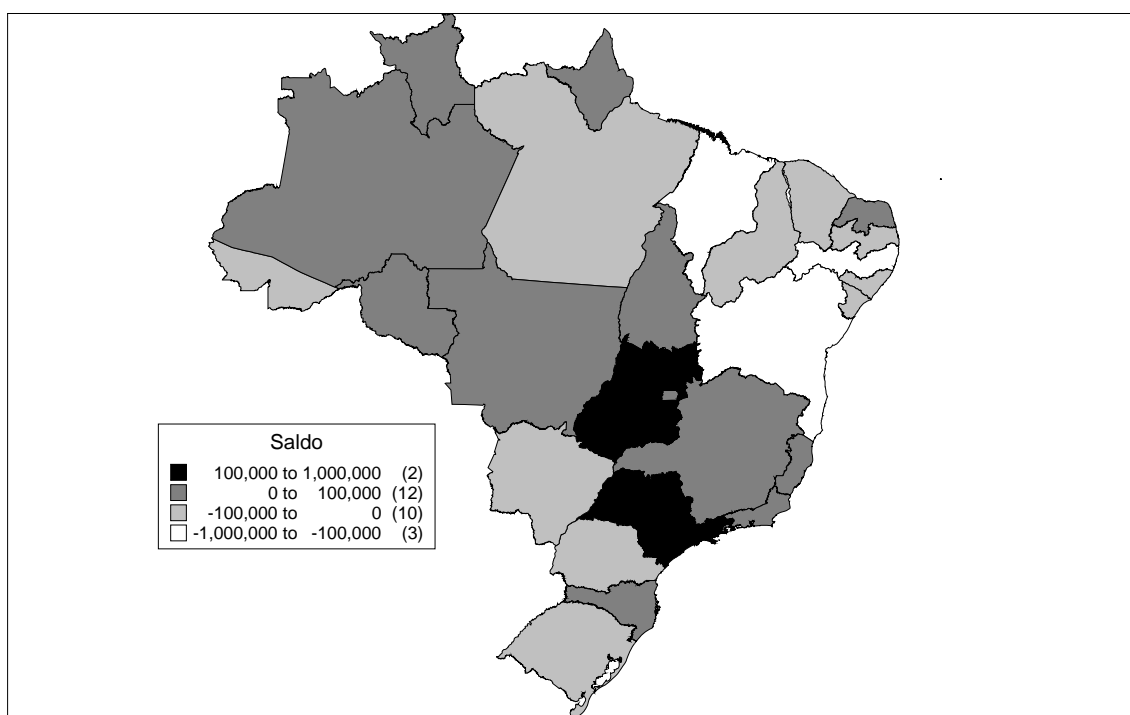 Saldo
100,000 to 1,000,000 (2)
0 to 100,000 (12)
-100,000 to 0 (10)
-1,000,000 to -100,000 (3)